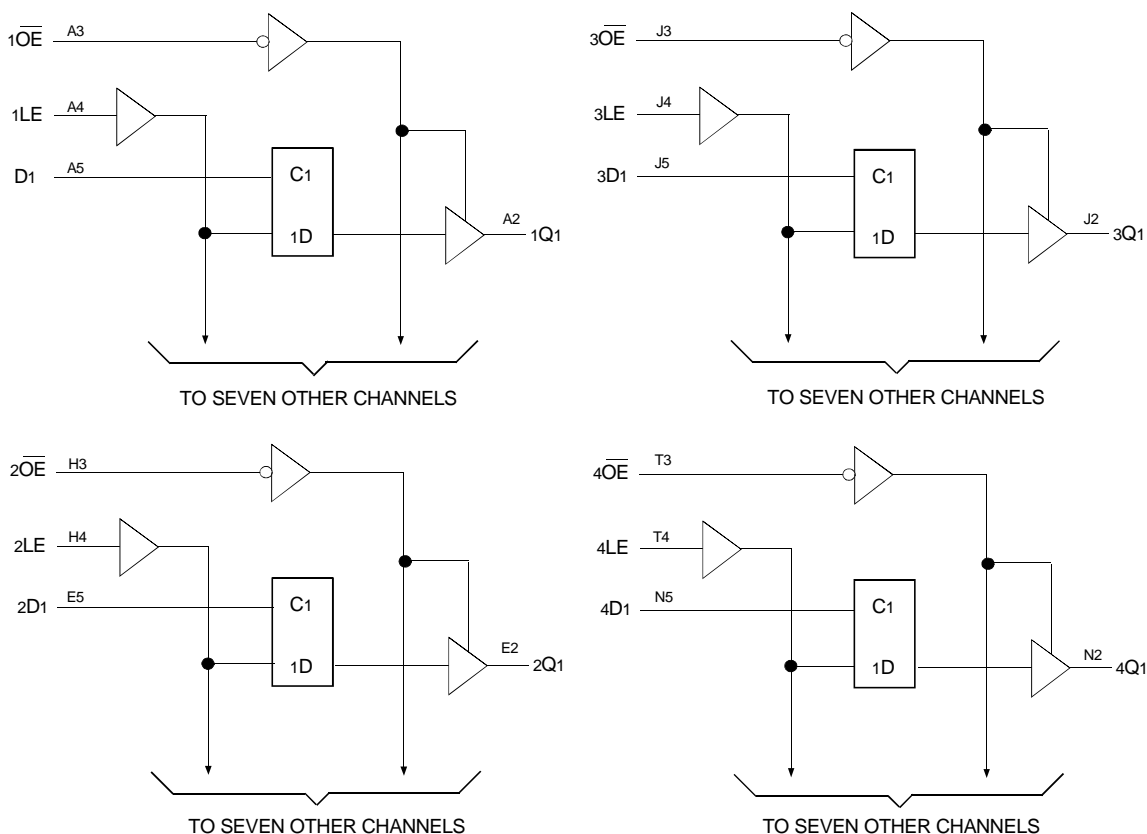 1OE A3
1LE A4
D1 A5
C1
1D
A2 1Q1
TO SEVEN OTHER CHANNELS
3OE J3
3LE J4
3D1 J5
C1
1D
J2 3Q1
TO SEVEN OTHER CHANNELS
2OE H3
2LE H4
2D1 E5
C1
1D
E2 2Q1
TO SEVEN OTHER CHANNELS
4OE T3
4LE T4
4D1 N5
C1
1D
N2 4Q1
TO SEVEN OTHER CHANNELS